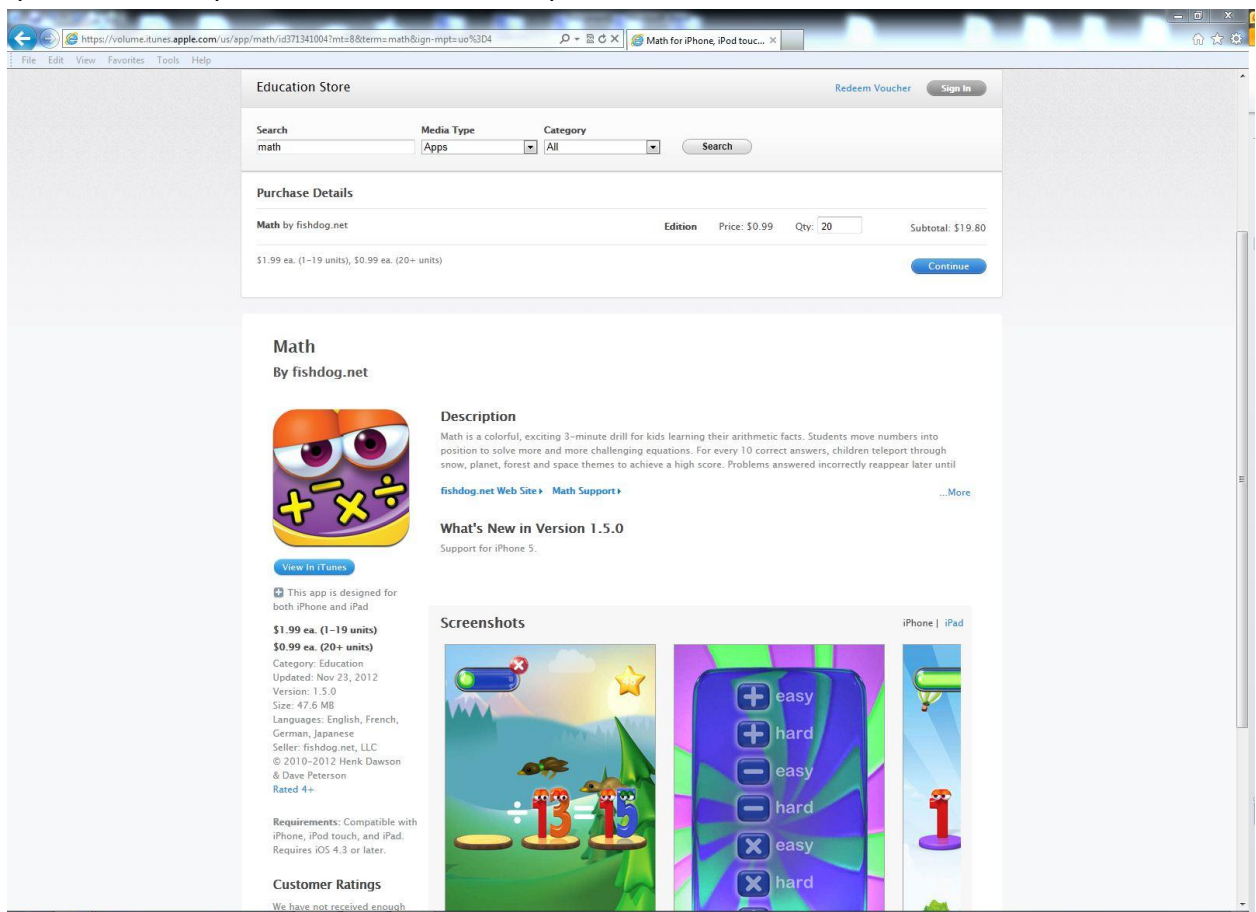 https://volume.itunes.apple.com/us/app/math/id371341004?mt=8&term=math&ign-mpt=uo%3D4
Math for iPhone, iPod touc...
File Edit View Favorites Tools Help
Education Store
Redeem Voucher
Sign In
Search Media Type Category
math Apps All Search
Purchase Details
Math by fishdog.net Edition Price: $0.99 Qty: 20 Subtotal: $19.80
$1.99 ea. (1-19 units), $0.99 ea. (20+ units)
Continue
Math
By fishdog.net
Description
Math is a colorful, exciting 3-minute drill for kids learning their arithmetic facts. Students move numbers into
position to solve more and more challenging equations. For every 10 correct answers, children teleport through
snow, planet, forest and space themes to achieve a high score. Problems answered incorrectly reappear later until
fishdog.net Web Site Math Support ...More
What's New in Version 1.5.0
Support for iPhone 5.
View In iTunes
This app is designed for
both iPhone and iPad
$1.99 ea. (1-19 units)
$0.99 ea. (20+ units)
Category: Education
Updated: Nov 23, 2012
Version: 1.5.0
Size: 47.6 MB
Languages: English, French,
German, Japanese
Seller: fishdog.net, LLC
© 2010-2012 Henk Dawson
& Dave Peterson
Rated 4+
Requirements: Compatible with
iPhone, iPod touch, and iPad.
Requires iOS 4.3 or later.
Customer Ratings
We have not received enough
Screenshots
iPhone | iPad
÷ 13 = 15
+ easy
+ hard
− easy
− hard
× easy
× hard
1